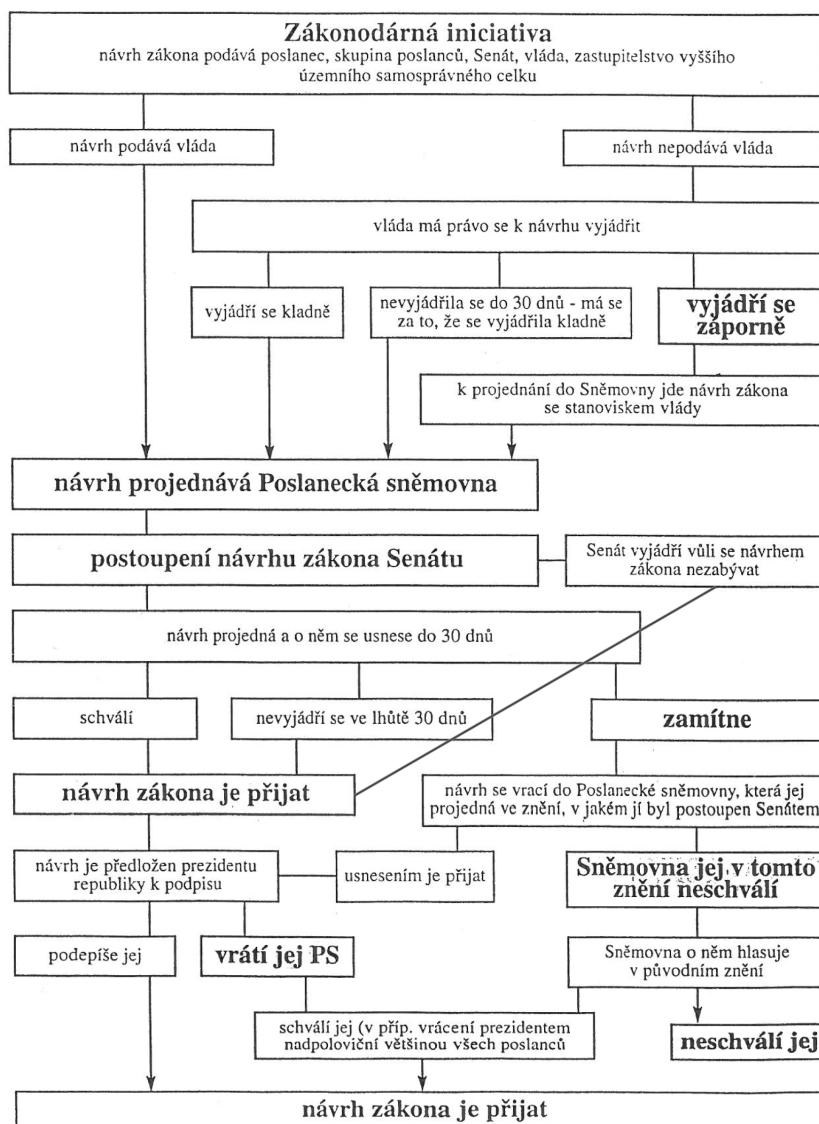 Zákonodárná iniciativa
návrh zákona podává poslanec, skupina poslanců, Senát, vláda, zastupitelstvo vyššího
územního samosprávného celku
návrh podává vláda
návrh nepodává vláda
vláda má právo se k návrhu vyjádřit
vyjádří se kladně
nevyjádřila se do 30 dnů - má se
za to, že se vyjádřila kladně
vyjádří se
záporně
k projednání do Sněmovny jde návrh zákona
se stanoviskem vlády
návrh projednává Poslanecká sněmovna
postoupení návrhu zákona Senátu
Senát vyjádří vůli se návrhem
zákona nezabývat
návrh projedná a o něm se usnese do 30 dnů
schválí
nevyjádří se ve lhůtě 30 dnů
zamítne
návrh zákona je přijat
návrh se vrací do Poslanecké sněmovny, která jej
projedná ve znění, v jakém jí byl postoupen Senátem
návrh je předložen prezidentu
republiky k podpisu
usnesením je přijat
Sněmovna jej v tomto
znění neschválí
podepíše jej
vrátí jej PS
Sněmovna o něm hlasuje
v původním znění
schválí jej (v příp. vrácení prezidentem
nadpoloviční většinou všech poslanců
neschválí jej
návrh zákona je přijat